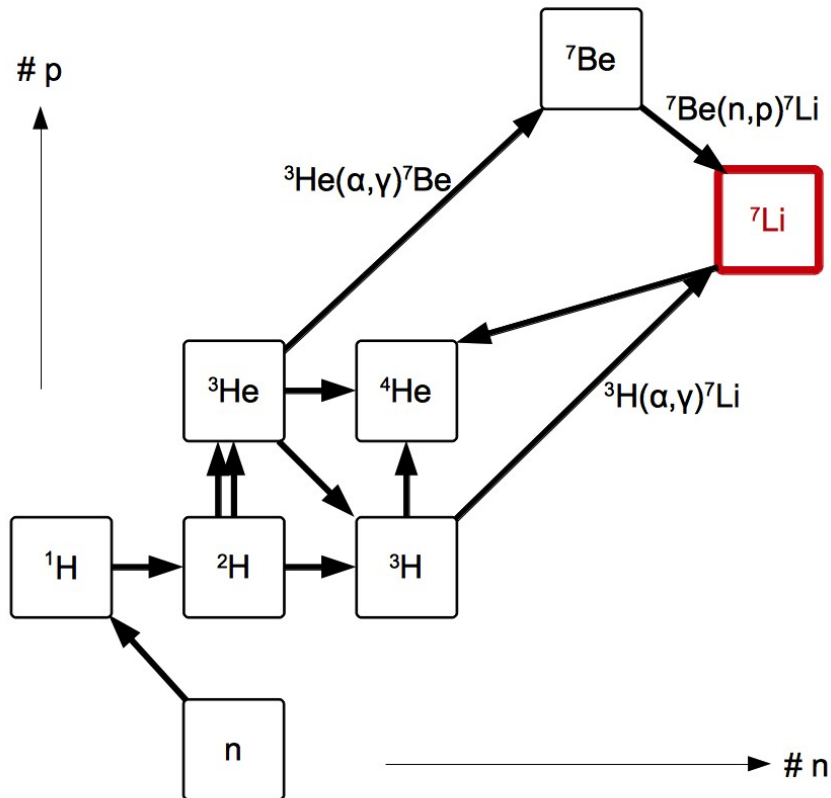 ⁷Be
# p
⁷Be(n,p)⁷Li
³He(α,γ)⁷Be
⁷Li
³He
⁴He
³H(α,γ)⁷Li
¹H
²H
³H
n
# n